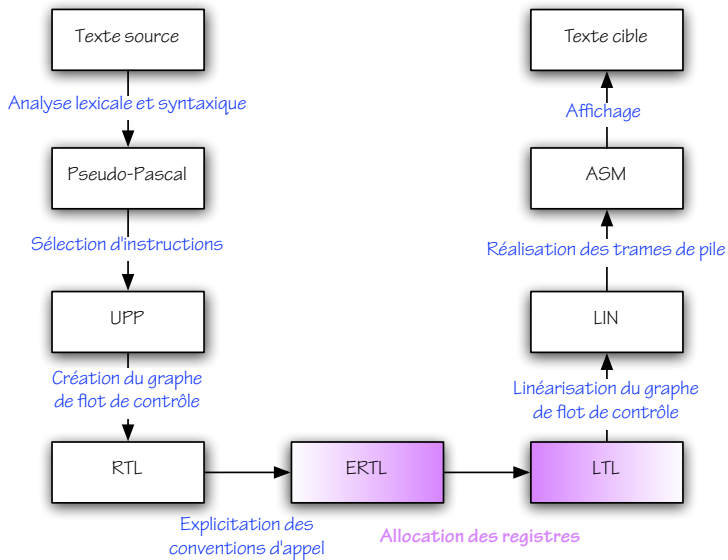 Texte source
Analyse lexicale et syntaxique
Pseudo-Pascal
Sélection d'instructions
UPP
Création du graphe
de flot de contrôle
RTL
Explicitation des
conventions d'appel
ERTL
Allocation des registres
LTL
Linéarisation du graphe
de flot de contrôle
LIN
Réalisation des trames de pile
ASM
Affichage
Texte cible